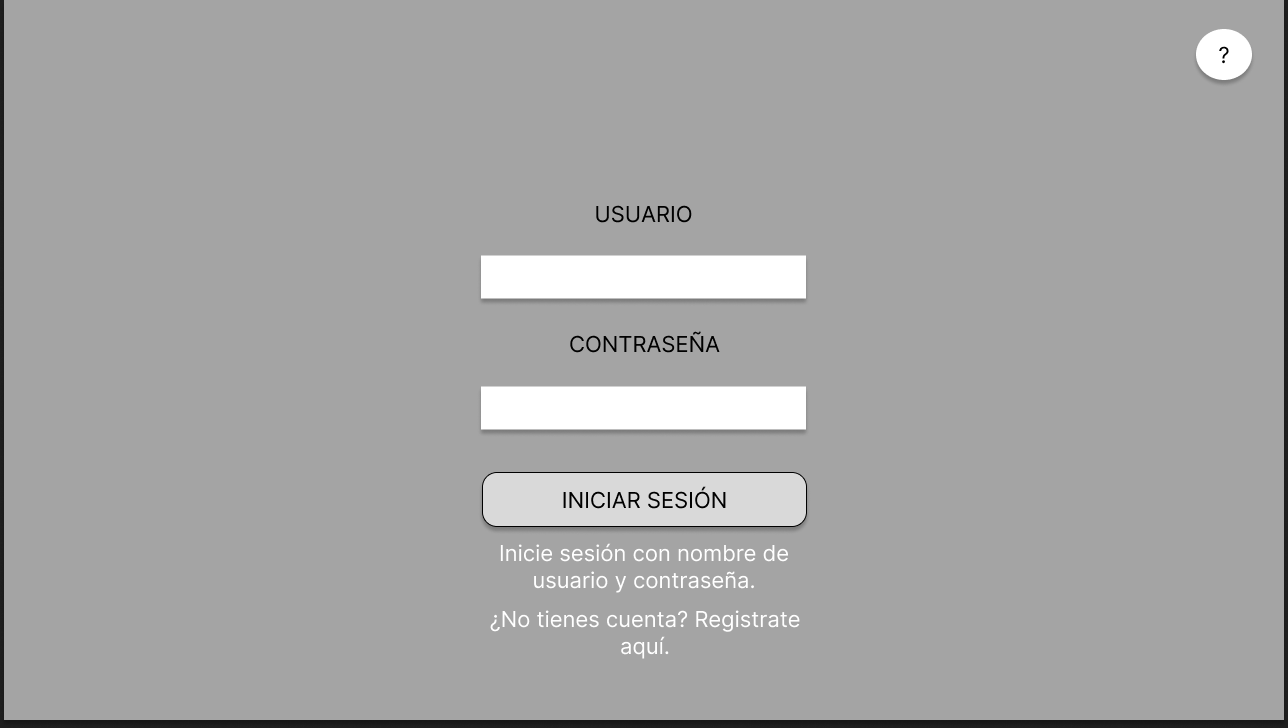 ?
USUARIO
CONTRASEÑA
INICIAR SESIÓN
Inicie sesión con nombre de
usuario y contraseña.
¿No tienes cuenta? Registrate
aquí.